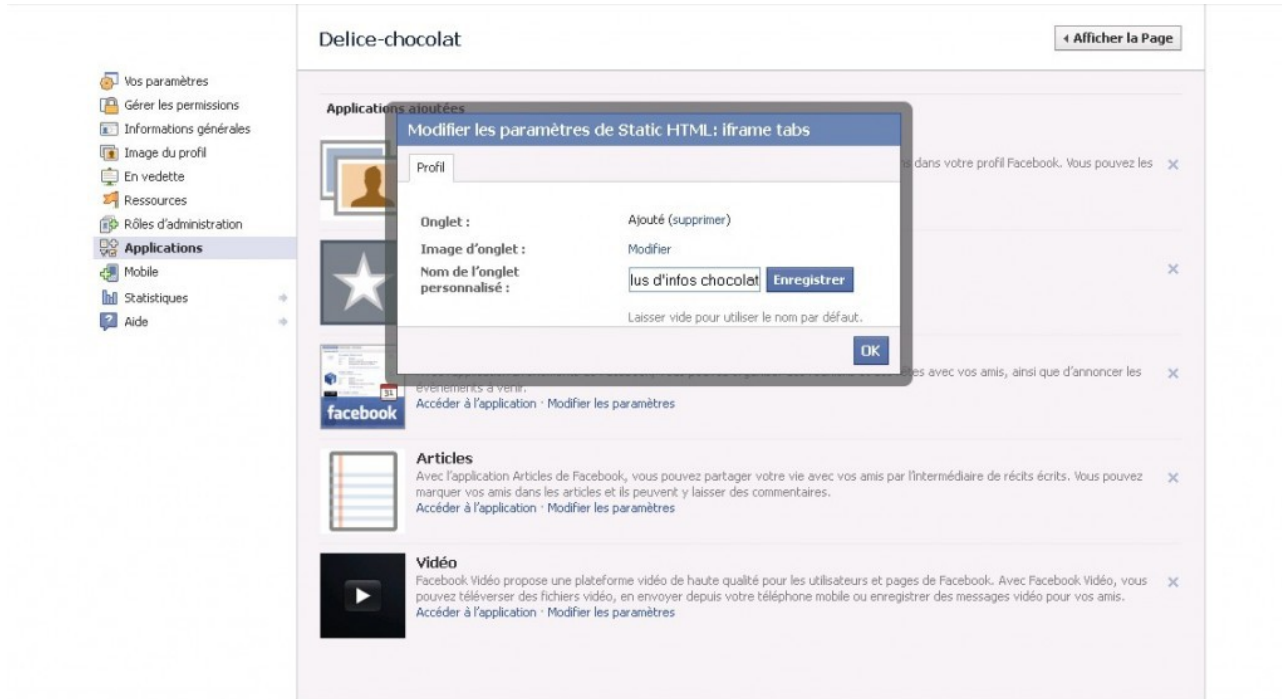 Delice-chocolat
Afficher la Page
Vos paramètres
Gérer les permissions
Informations générales
Image du profil
En vedette
Ressources
Rôles d'administration
Applications
Mobile
Statistiques
Aide
Applications ajoutées
Modifier les paramètres de Static HTML: iframe tabs
Profil
Onglet :
Ajouté (supprimer)
Image d'onglet :
Modifier
Nom de l'onglet
personnalisé :
lus d'infos chocolat
Enregistrer
Laisser vide pour utiliser le nom par défaut.
OK
dans votre profil Facebook. Vous pouvez les
avec vos amis, ainsi que d'annoncer les
évènements à venir.
Accéder à l'application · Modifier les paramètres
31
facebook
Articles
Avec l'application Articles de Facebook, vous pouvez partager votre vie avec vos amis par l'intermédiaire de récits écrits. Vous pouvez
marquer vos amis dans les articles et ils peuvent y laisser des commentaires.
Accéder à l'application · Modifier les paramètres
Vidéo
Facebook Vidéo propose une plateforme vidéo de haute qualité pour les utilisateurs et pages de Facebook. Avec Facebook Vidéo, vous
pouvez téléverser des fichiers vidéo, en envoyer depuis votre téléphone mobile ou enregistrer des messages vidéo pour vos amis.
Accéder à l'application · Modifier les paramètres